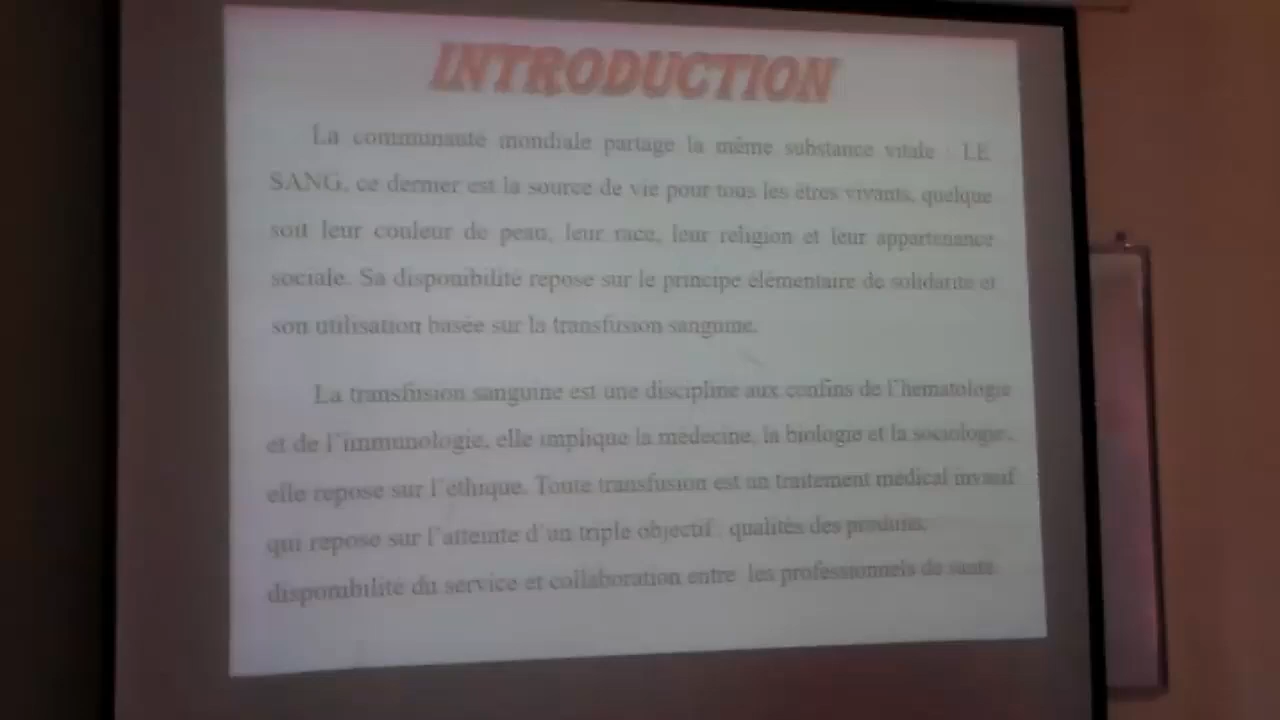 INTRODUCTION
La communauté mondiale partage la même substance vitale : LE
SANG, ce dernier est la source de vie pour tous les êtres vivants, quelque
soit leur couleur de peau, leur race, leur religion et leur appartenance
sociale. Sa disponibilité repose sur le principe élémentaire de solidarité et
son utilisation basée sur la transfusion sanguine.
La transfusion sanguine est une discipline aux confins de l'hématologie
et de l'immunologie, elle implique la médecine, la biologie et la sociologie,
elle repose sur l'éthique. Toute transfusion est un traitement médical invasif
qui repose sur l'atteinte d'un triple objectif : qualités des produits,
disponibilité du service et collaboration entre les professionnels de santé.